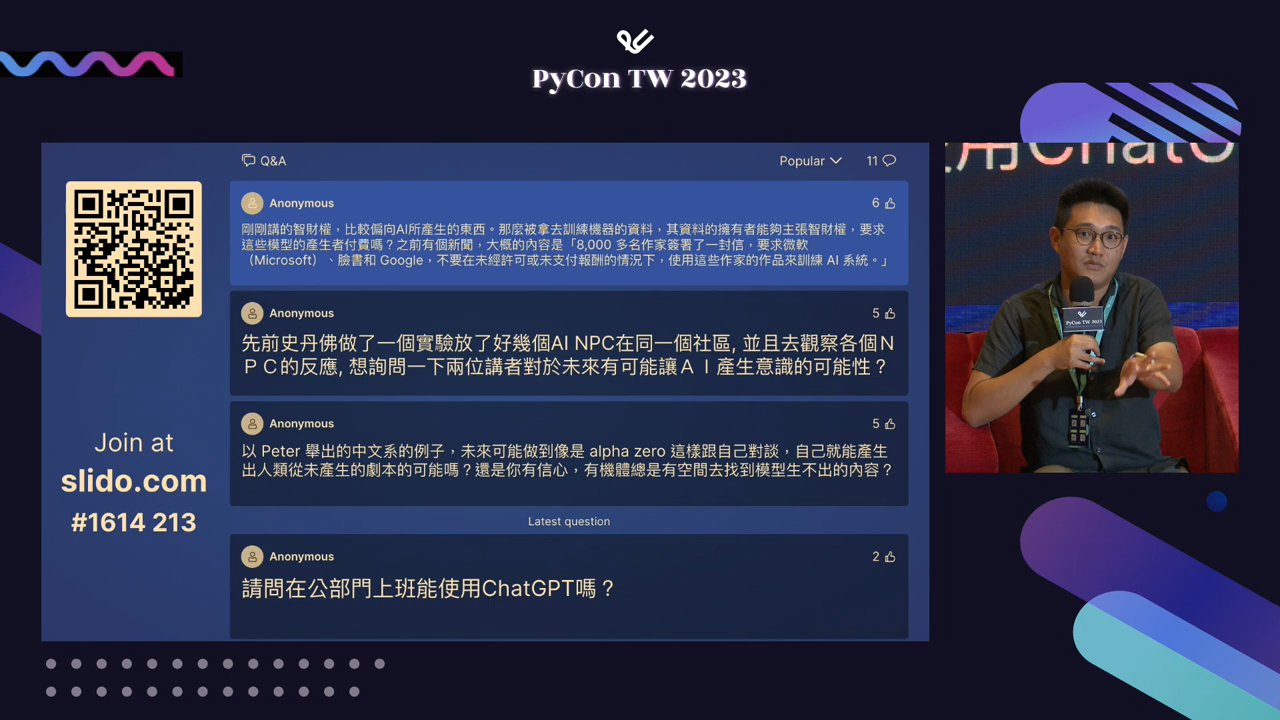 PyCon TW 2023
Q&A
Popular
11
Anonymous
6
剛剛講的智財權，比較偏向AI所產生的東西。那麼被拿去訓練機器的資料，其資料的擁有者能夠主張智財權，要求
這些模型的產生者付費嗎？之前有個新聞，大概的內容是「8,000 多名作家簽署了一封信，要求微軟
（Microsoft）、臉書和 Google，不要在未經許可或未支付報酬的情況下，使用這些作家的作品來訓練 AI 系統。」
Anonymous
5
先前史丹佛做了一個實驗放了好幾個AI NPC在同一個社區, 並且去觀察各個Ｎ
ＰＣ的反應, 想詢問一下兩位講者對於未來有可能讓ＡＩ產生意識的可能性？
Anonymous
5
以 Peter 舉出的中文系的例子，未來可能做到像是 alpha zero 這樣跟自己對談，自己就能產生
出人類從未產生的劇本的可能嗎？還是你有信心，有機體總是有空間去找到模型生不出的內容？
Latest question
Anonymous
2
請問在公部門上班能使用ChatGPT嗎？
Join at
slido.com
#1614 213
用ChatG
PyCon TW 2023